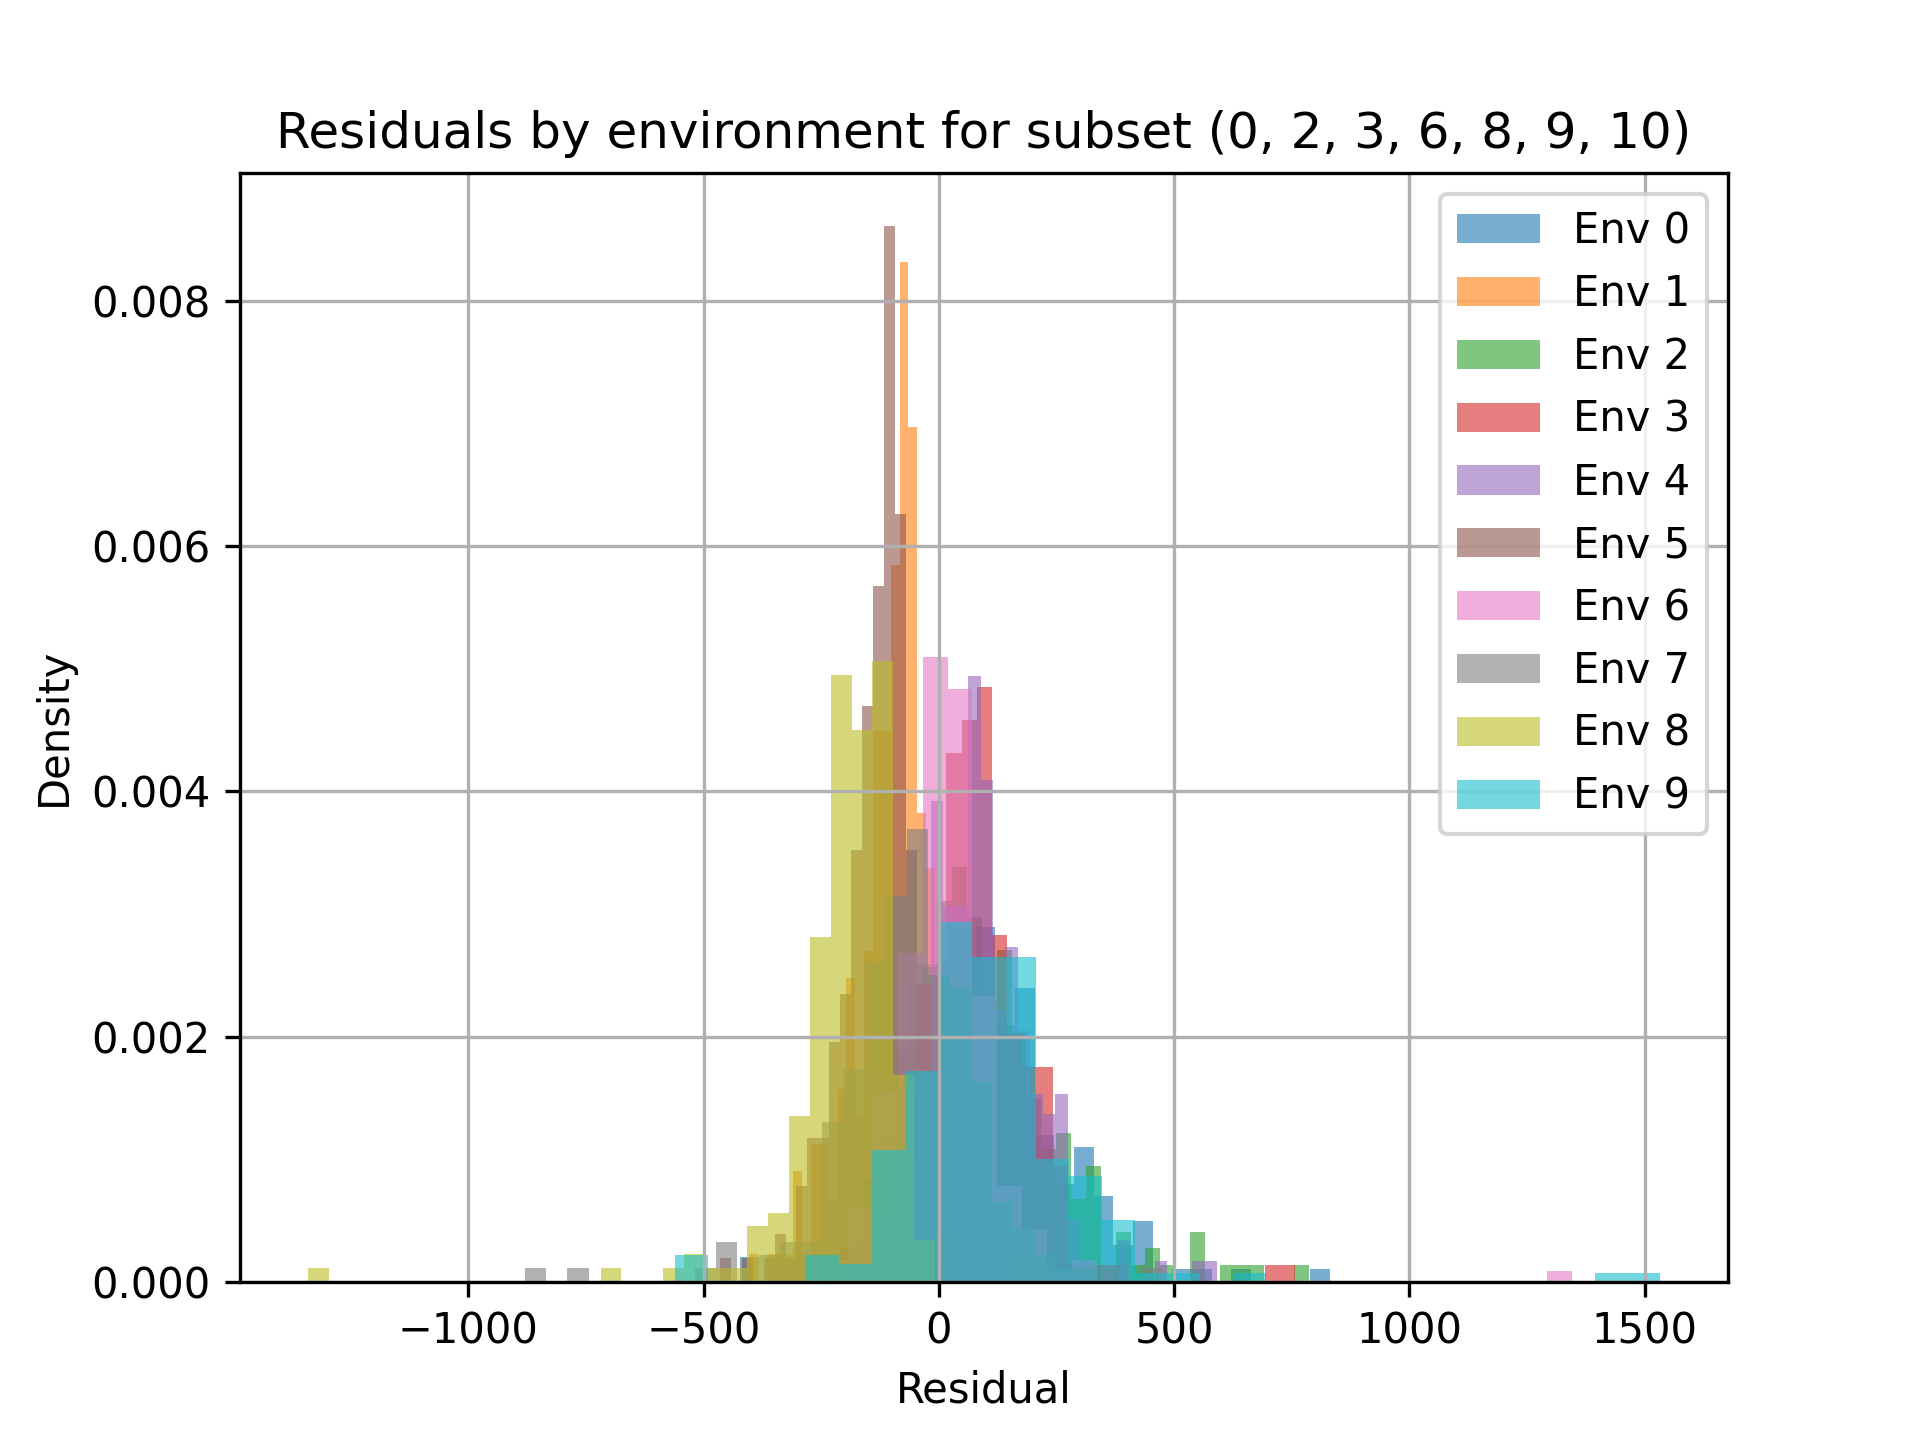 Residuals by environment for subset (0, 2, 3, 6, 8, 9, 10)
Env 0
Env 1
Env 2
Env 3
Env 4
Env 5
Env 6
Env 7
Env 8
Env 9
0.008
0.006
0.004
0.002
0.000
Density
−1000
−500
0
500
1000
1500
Residual